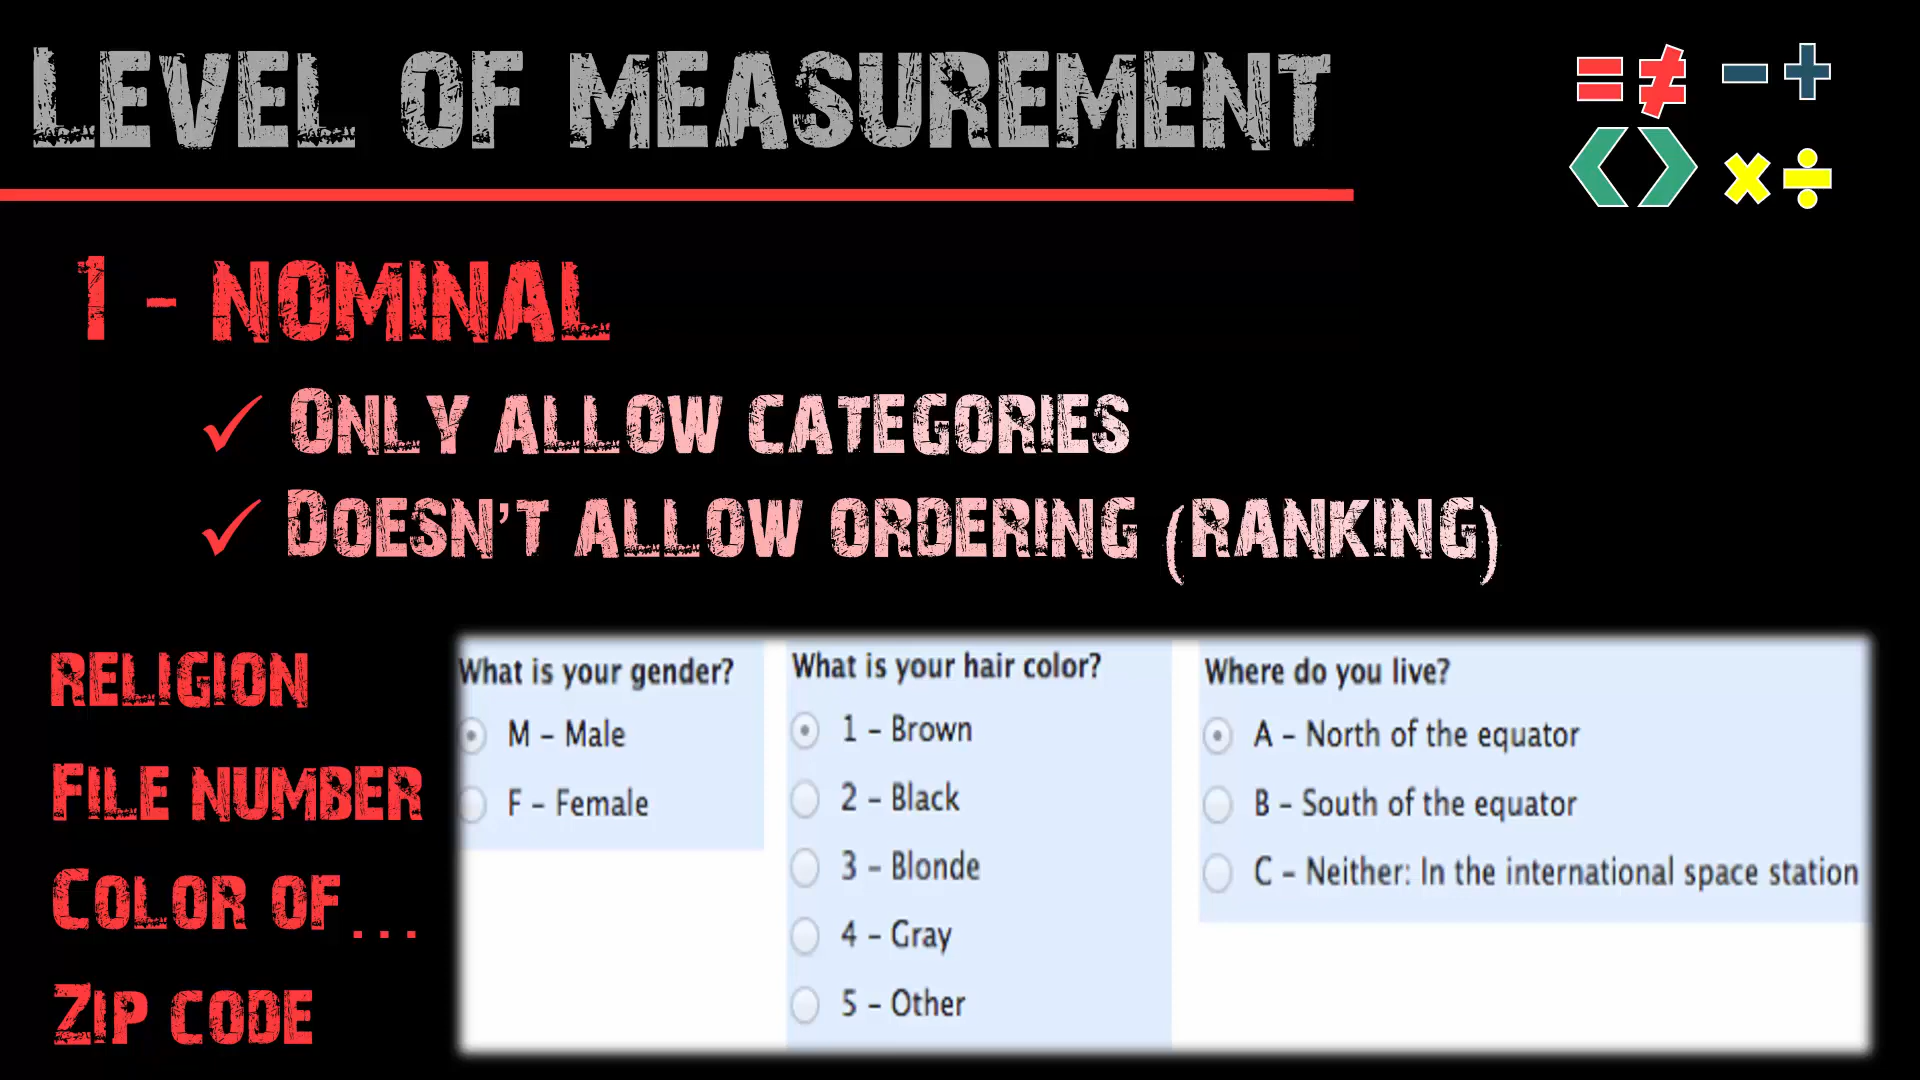 Level of Measurement
= ≠ − +
< > × ÷
1 - Nominal
✓ Only allow categories
✓ Doesn't allow ordering (ranking)
Religion
File number
Color of...
Zip code
What is your gender?
M – Male
F – Female
What is your hair color?
1 – Brown
2 – Black
3 – Blonde
4 – Gray
5 – Other
Where do you live?
A – North of the equator
B – South of the equator
C – Neither: In the international space station